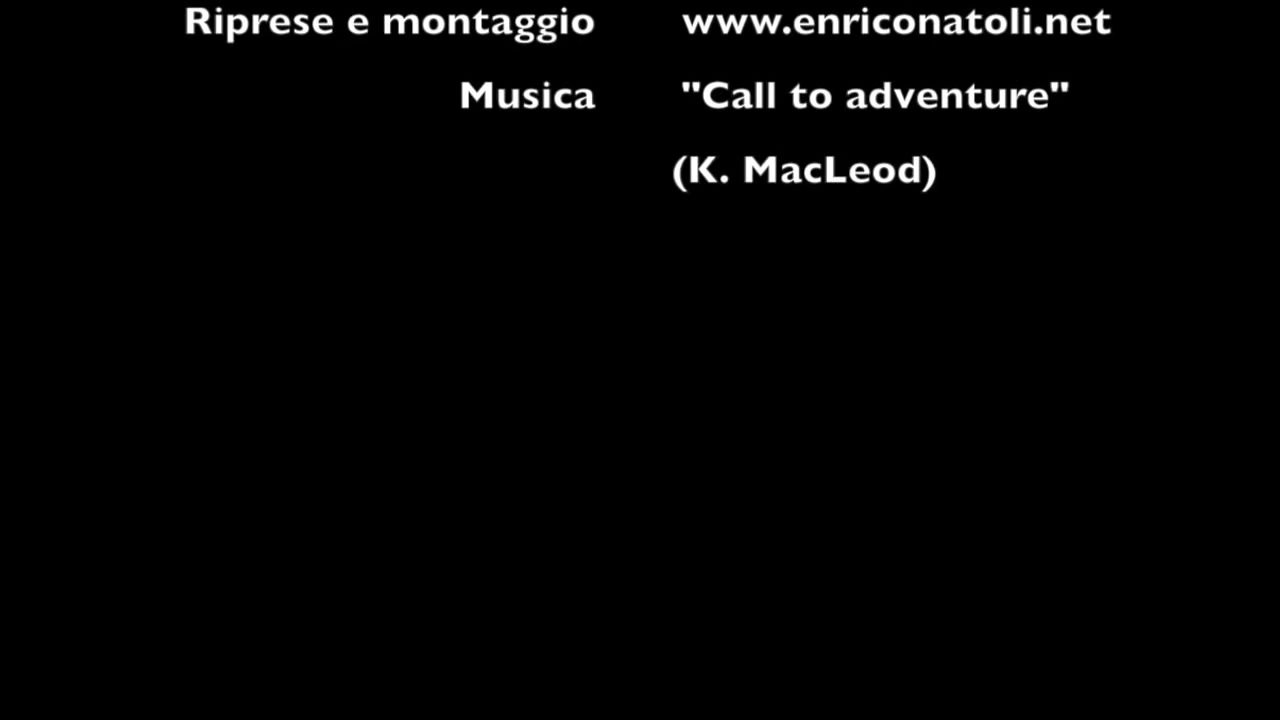 Riprese e montaggio www.enriconatoli.net
Musica "Call to adventure"
(K. MacLeod)